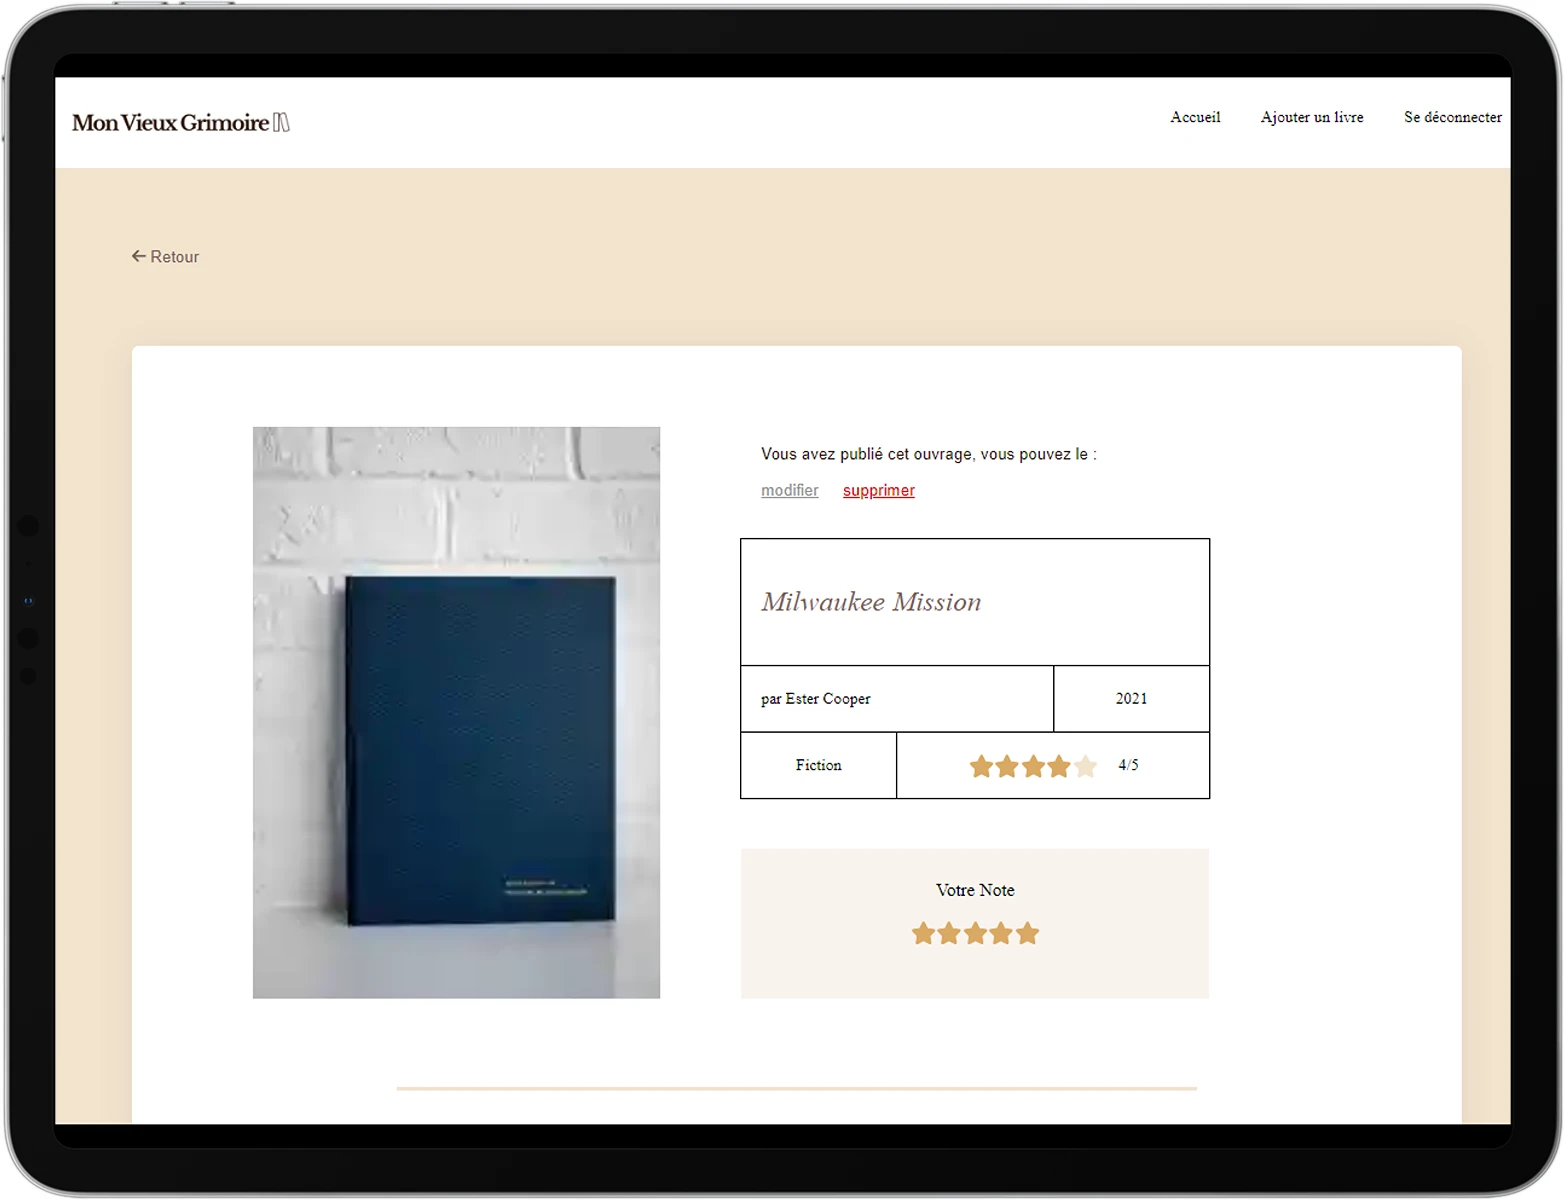 Mon Vieux Grimoire
Accueil Ajouter un livre Se déconnecter
← Retour
Vous avez publié cet ouvrage, vous pouvez le :
modifier supprimer
Milwaukee Mission
par Ester Cooper 2021
Fiction 4/5
Votre Note